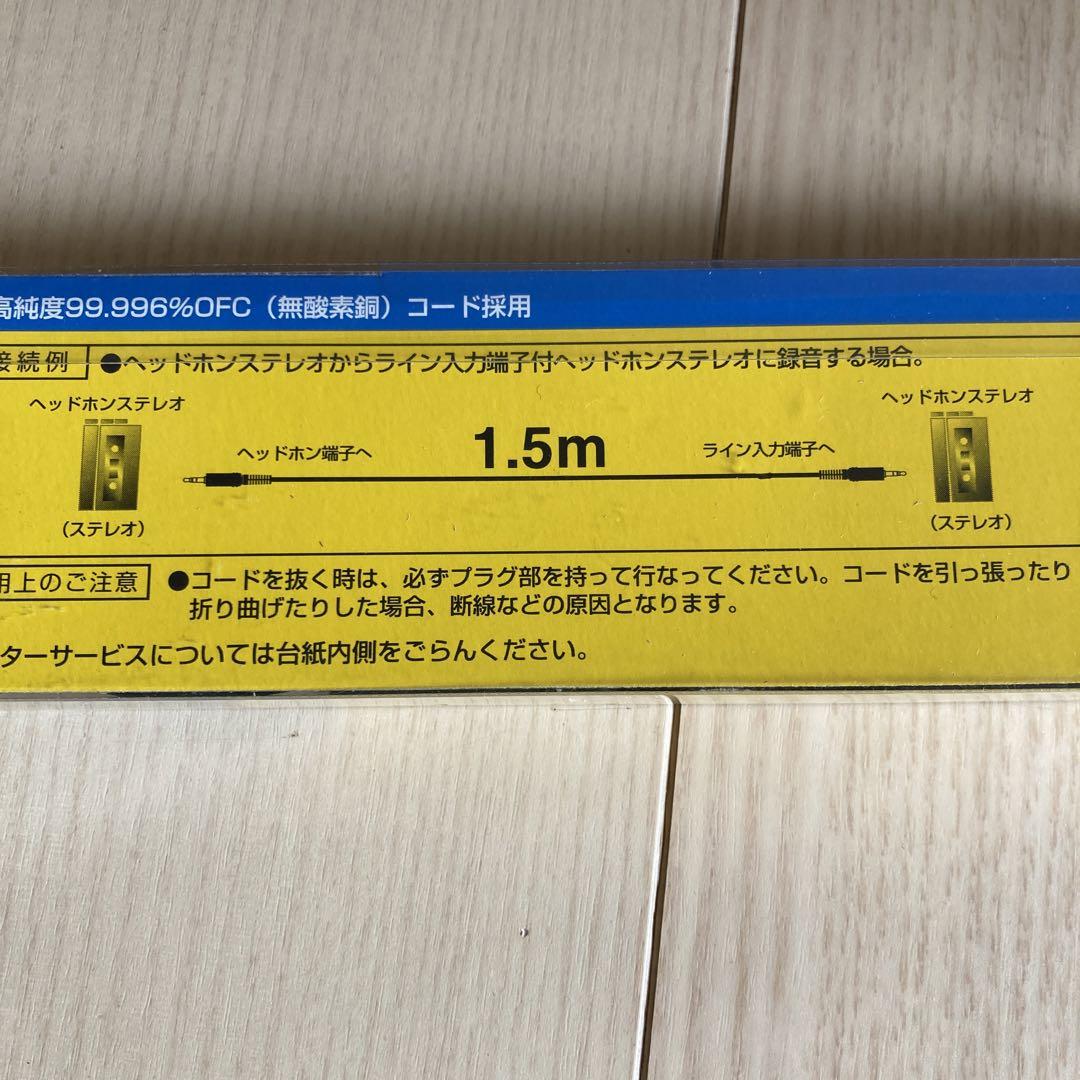 高純度99.996%OFC（無酸素銅）コード採用
接続例 ●ヘッドホンステレオからライン入力端子付ヘッドホンステレオに録音する場合。
ヘッドホンステレオ ヘッドホンステレオ
ヘッドホン端子へ 1.5m ライン入力端子へ
（ステレオ） （ステレオ）
用上のご注意 ●コードを抜く時は、必ずプラグ部を持って行なってください。コードを引っ張ったり
折り曲げたりした場合、断線などの原因となります。
ターサービスについては台紙内側をごらんください。